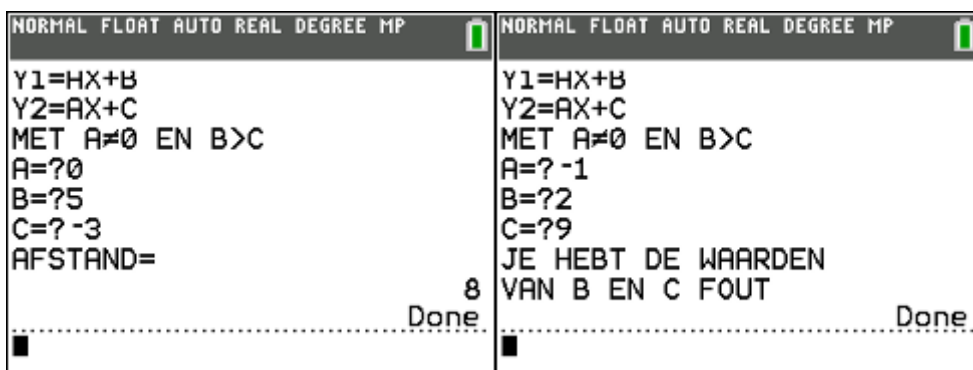 NORMAL FLOAT AUTO REAL DEGREE MP
Y1=AX+B
Y2=AX+C
MET A≠0 EN B>C
A=?0
B=?5
C=?-3
AFSTAND=
8
Done
NORMAL FLOAT AUTO REAL DEGREE MP
Y1=AX+B
Y2=AX+C
MET A≠0 EN B>C
A=?-1
B=?2
C=?9
JE HEBT DE WAARDEN
VAN B EN C FOUT
Done